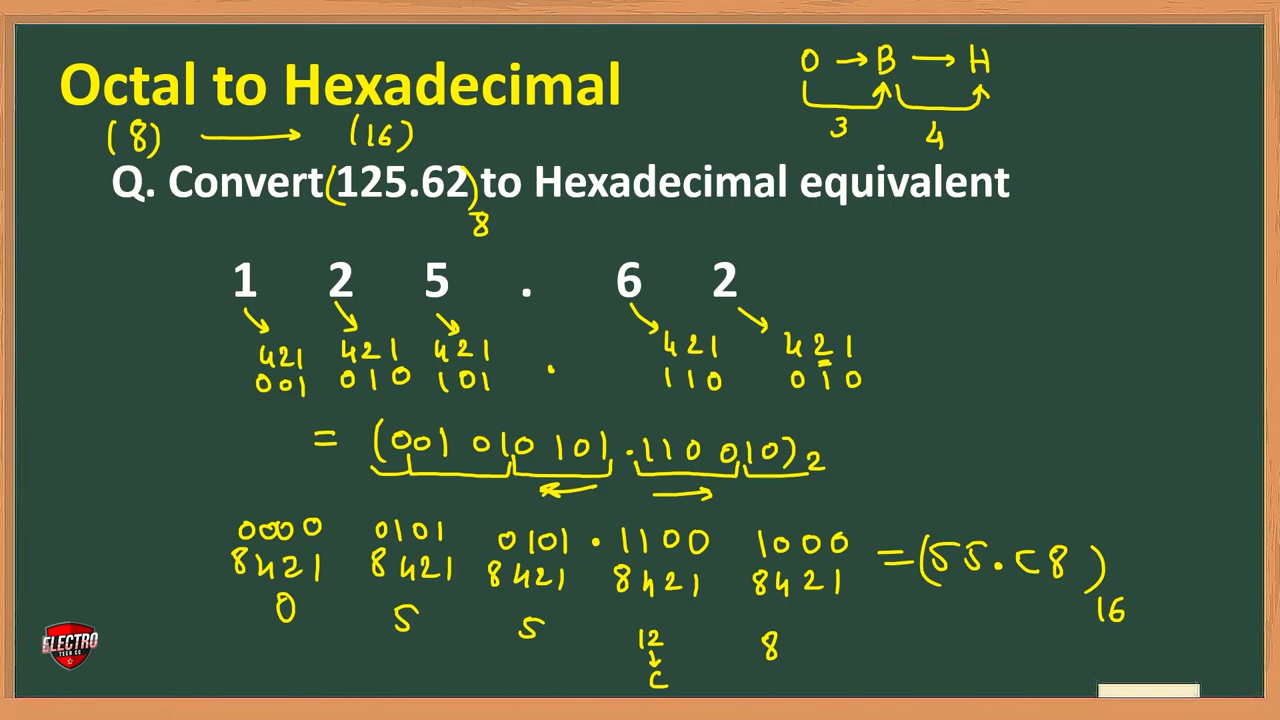 Octal to Hexadecimal
O → B → H
3 4
(8) → (16)
Q. Convert (125.62)8 to Hexadecimal equivalent
1 2 5 . 6 2
421 421 421 421 421
001 010 101 . 110 010
= (001 010 101 . 110 010)2
0000 0101 0101 . 1100 1000 = (55.C8)16
8421 8421 8421 8421 8421
0 5 5 12 8
↓
C
ELECTRO
TECH CC